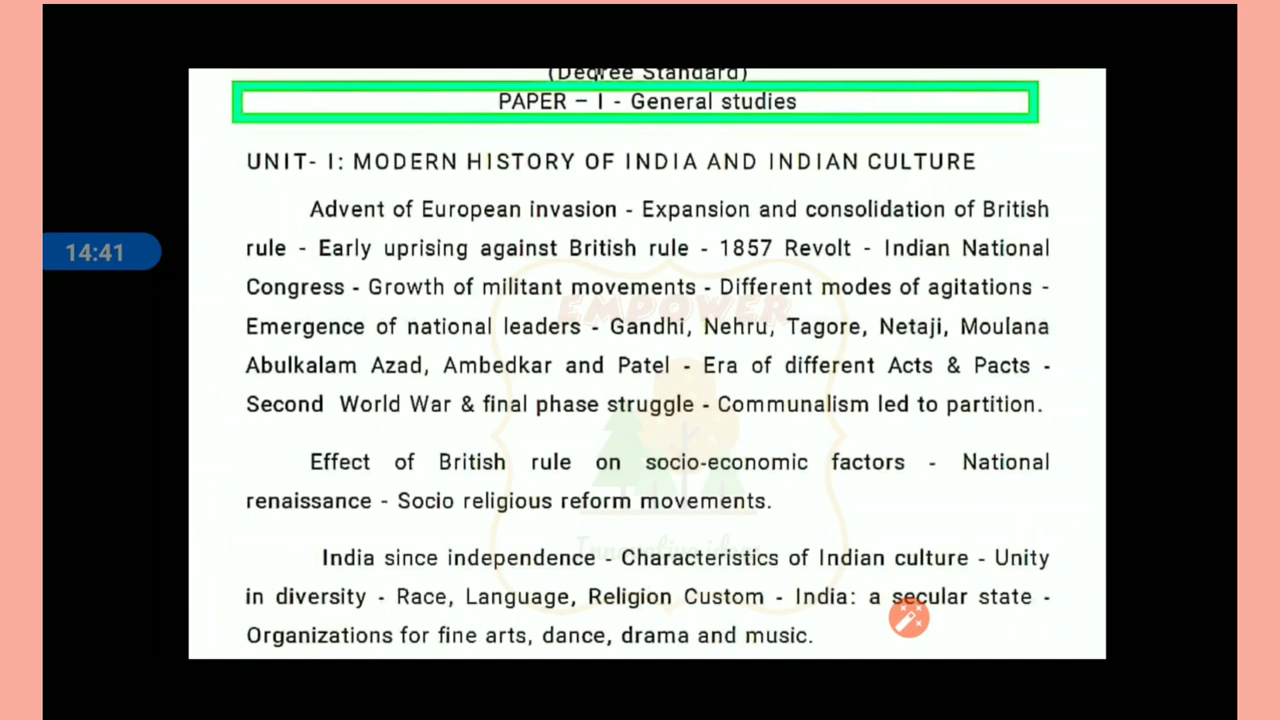 (Degree Standard)
PAPER – I - General studies
UNIT- I: MODERN HISTORY OF INDIA AND INDIAN CULTURE
Advent of European invasion - Expansion and consolidation of British
rule - Early uprising against British rule - 1857 Revolt - Indian National
14:41
Congress - Growth of militant movements - Different modes of agitations -
EMPOWER
Emergence of national leaders - Gandhi, Nehru, Tagore, Netaji, Moulana
Abulkalam Azad, Ambedkar and Patel - Era of different Acts & Pacts -
Second World War & final phase struggle - Communalism led to partition.
Effect of British rule on socio-economic factors - National
renaissance - Socio religious reform movements.
Innovative ideas
India since independence - Characteristics of Indian culture - Unity
in diversity - Race, Language, Religion Custom - India: a secular state -
Organizations for fine arts, dance, drama and music.